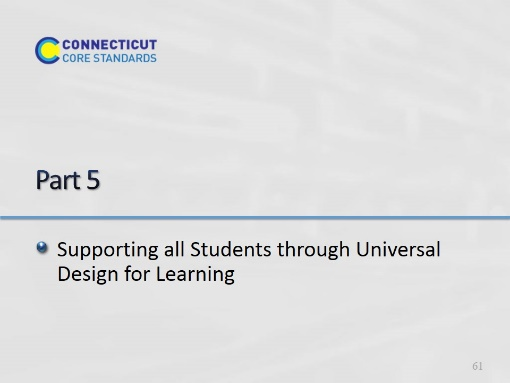 CONNECTICUT
CORE STANDARDS
Part 5
Supporting all Students through Universal
Design for Learning
61